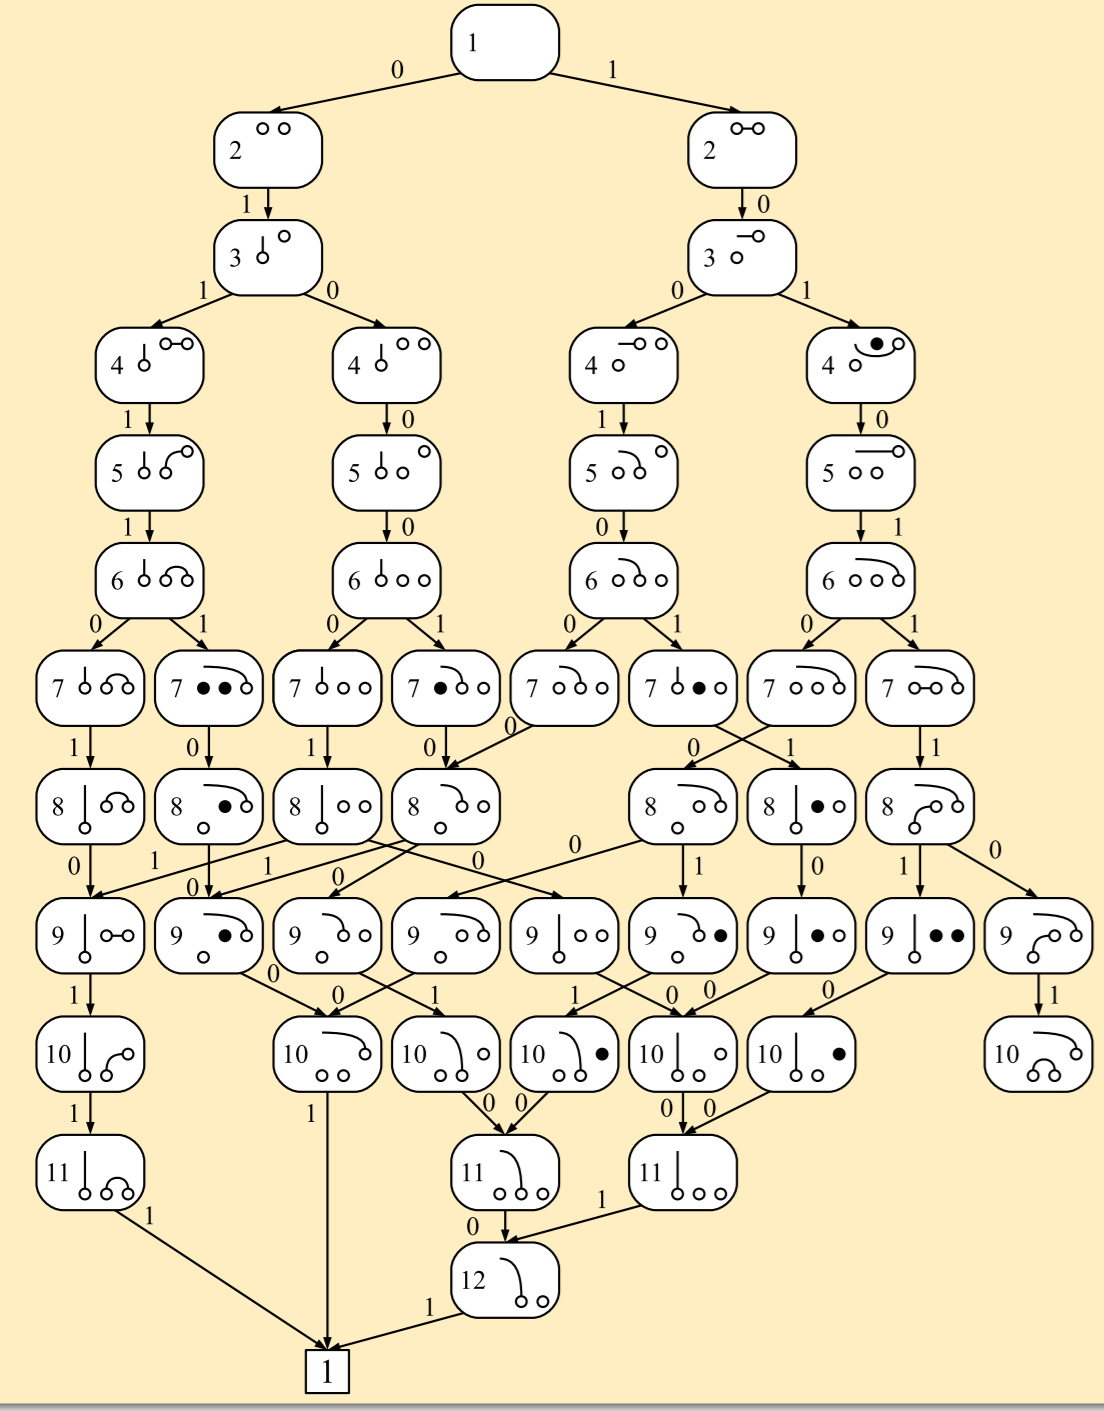 1
0 1
2 2
1 0
3 3
1 0 0 1
4 4 4 4
1 0 1 0
5 5 5 5
1 0 0 1
6 6 6 6
0 1 0 1 0 1 0 1
7 7 7 7 7 7 7 7
1 0 1 0 0 0 1 1
8 8 8 8 8 8 8
0 1 0 1 0 0 0 1 0 1 0
9 9 9 9 9 9 9 9 9
1 0 0 1 1 0 0 0 1
10 10 10 10 10 10 10
1 1 0 0 0 0
11 11 11
1 0 1
12
1
1